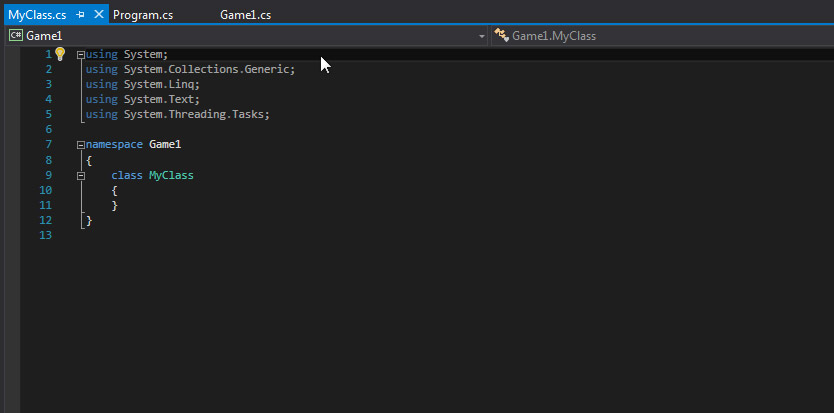 MyClass.cs Program.cs Game1.cs
C# Game1 Game1.MyClass
1 using System;
2 using System.Collections.Generic;
3 using System.Linq;
4 using System.Text;
5 using System.Threading.Tasks;
6
7 namespace Game1
8 {
9 class MyClass
10 {
11 }
12 }
13